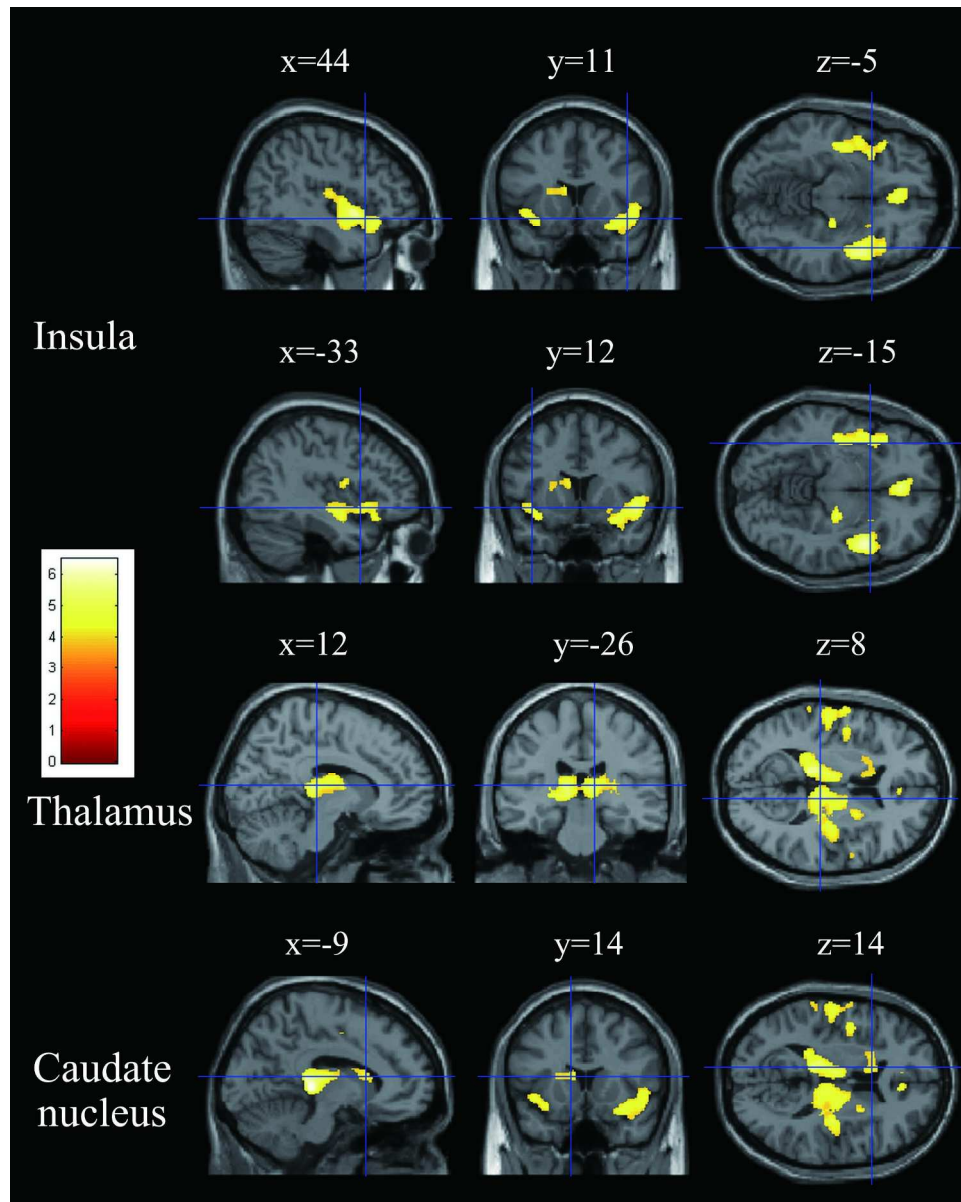 x=44 y=11 z=-5
Insula
x=-33 y=12 z=-15
6
5
4
3
2
1
0
x=12 y=-26 z=8
Thalamus
x=-9 y=14 z=14
Caudate
nucleus